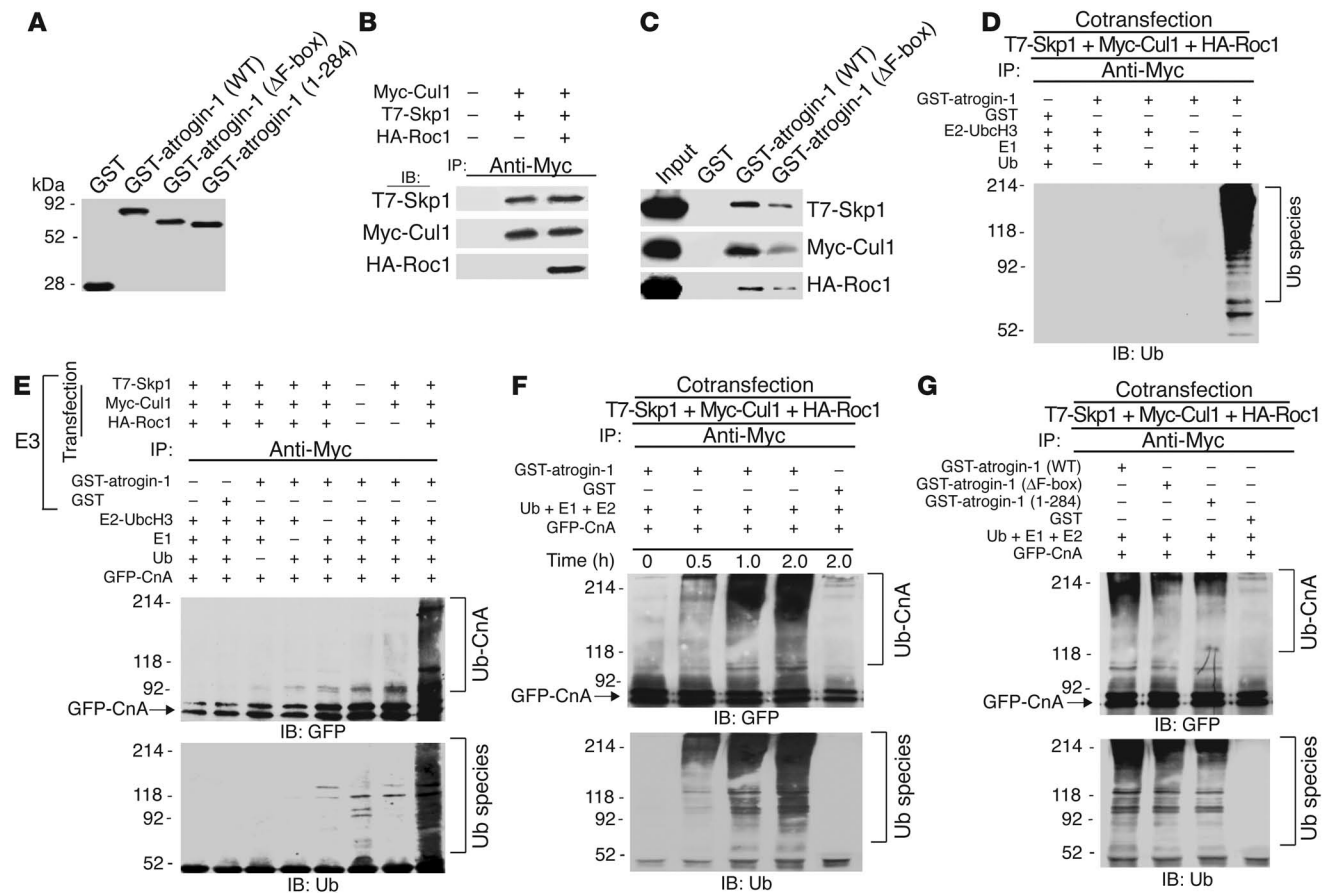 A
GST
GST-atrogin-1 (WT)
GST-atrogin-1 (ΔF-box)
GST-atrogin-1 (1-284)
kDa
92 -
52 -
28 -
B
Myc-Cul1 – + +
T7-Skp1 – + +
HA-Roc1 – – +
IP: Anti-Myc
IB:
T7-Skp1
Myc-Cul1
HA-Roc1
C
Input
GST
GST-atrogin-1 (WT)
GST-atrogin-1 (ΔF-box)
T7-Skp1
Myc-Cul1
HA-Roc1
D
Cotransfection
T7-Skp1 + Myc-Cul1 + HA-Roc1
IP: Anti-Myc
GST-atrogin-1 – + + + +
GST + – – – –
E2-UbcH3 + + + – +
E1 + + – + +
Ub + – + + +
214-
118-
92-
52-
Ub species
IB: Ub
E
E3
Transfection
T7-Skp1 + + + + + – + +
Myc-Cul1 + + + + + – + +
HA-Roc1 + + + + + – – +
IP: Anti-Myc
GST-atrogin-1 – – + + + + + +
GST – + – – – – – –
E2-UbcH3 + + + + – + + +
E1 + + + – + + + +
Ub + + – + + + + +
GFP-CnA + + + + + + + +
214-
118-
92-
GFP-CnA
Ub-CnA
IB: GFP
214-
118-
92-
52-
Ub species
IB: Ub
F
Cotransfection
T7-Skp1 + Myc-Cul1 + HA-Roc1
IP: Anti-Myc
GST-atrogin-1 + + + + –
GST – – – – +
Ub + E1 + E2 + + + + +
GFP-CnA + + + + +
Time (h) 0 0.5 1.0 2.0 2.0
214-
118-
92-
GFP-CnA
Ub-CnA
IB: GFP
214-
118-
92-
52-
Ub species
IB: Ub
G
Cotransfection
T7-Skp1 + Myc-Cul1 + HA-Roc1
IP: Anti-Myc
GST-atrogin-1 (WT) + – – –
GST-atrogin-1 (ΔF-box) – + – –
GST-atrogin-1 (1-284) – – + –
GST – – – +
Ub + E1 + E2 + + + +
GFP-CnA + + + +
214-
118-
92-
GFP-CnA
Ub-CnA
IB: GFP
214-
118-
92-
52-
Ub species
IB: Ub